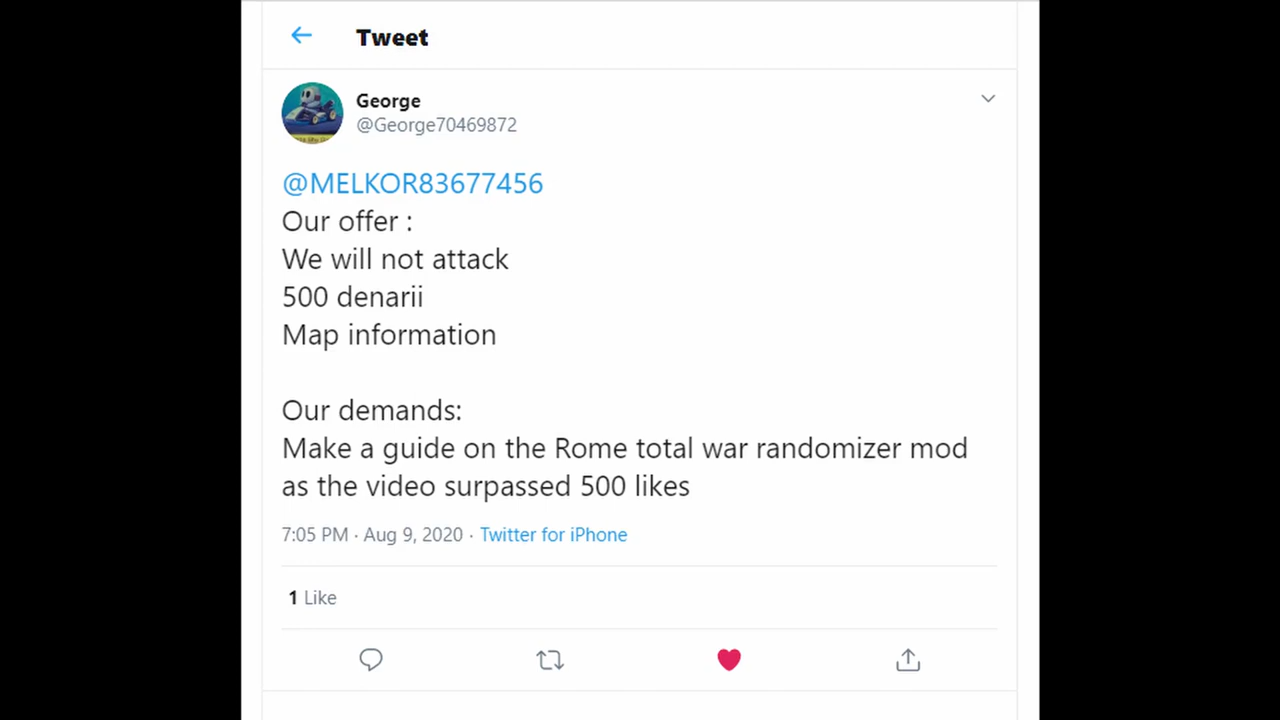 Tweet
George
@George70469872
@MELKOR83677456
Our offer :
We will not attack
500 denarii
Map information
Our demands:
Make a guide on the Rome total war randomizer mod
as the video surpassed 500 likes
7:05 PM · Aug 9, 2020 · Twitter for iPhone
1 Like